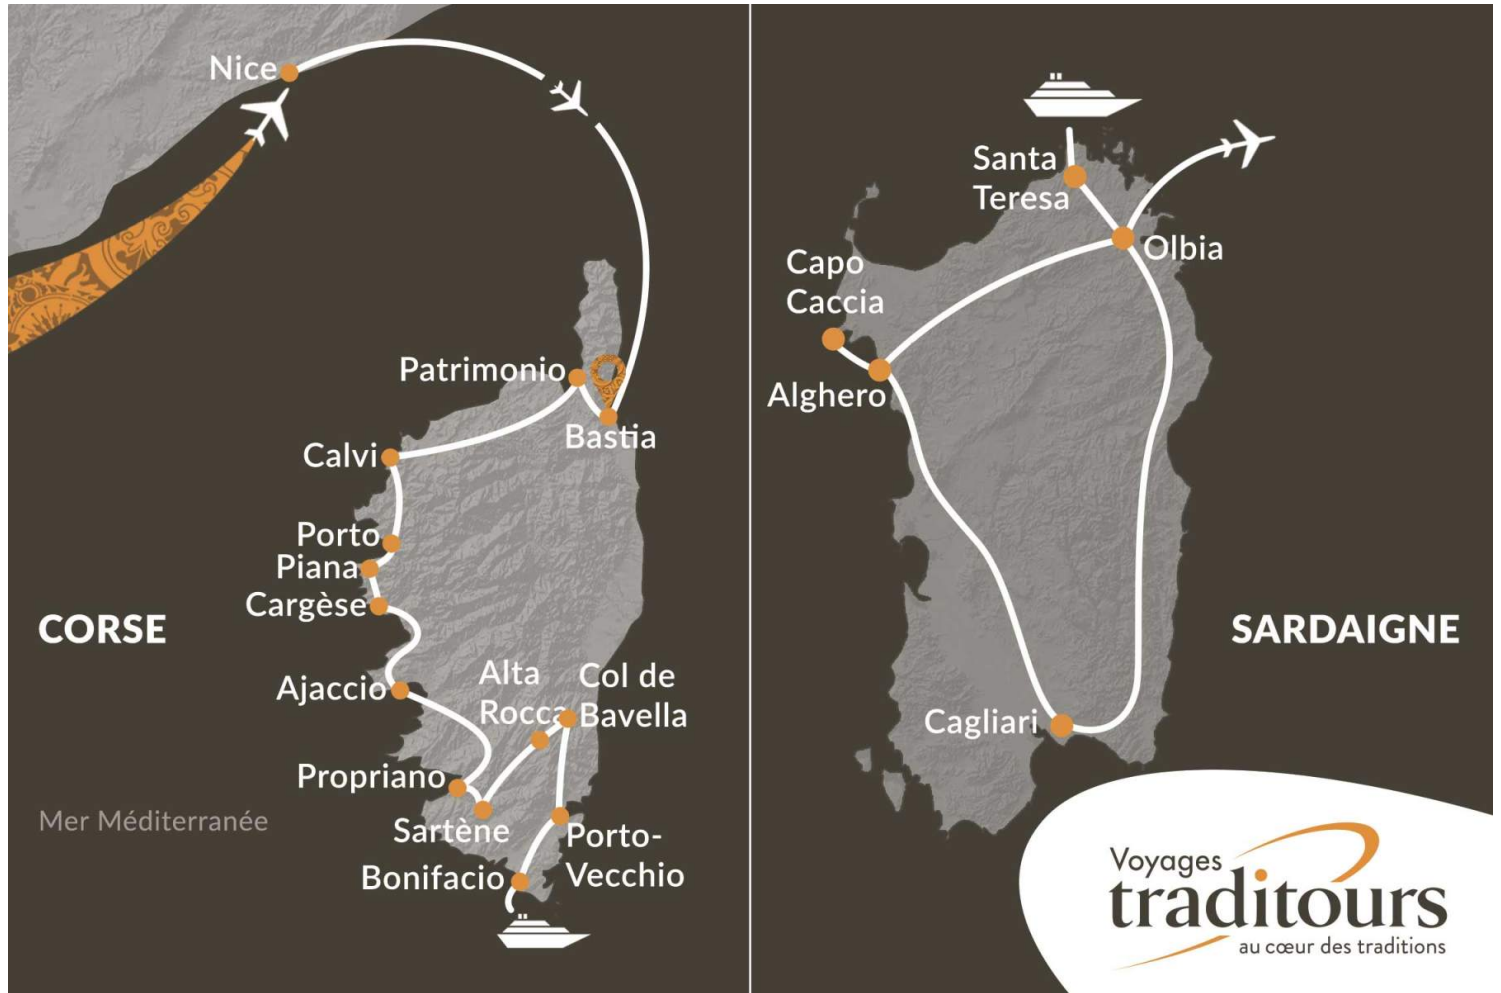 Nice
Patrimonio
Bastia
Calvi
Porto
Piana
Cargèse
CORSE
Ajaccio
Alta
Rocca
Col de
Bavella
Propriano
Mer Méditerranée
Sartène
Porto-
Vecchio
Bonifacio
Santa
Teresa
Olbia
Capo
Caccia
Alghero
SARDAIGNE
Cagliari
Voyages
traditours
au cœur des traditions